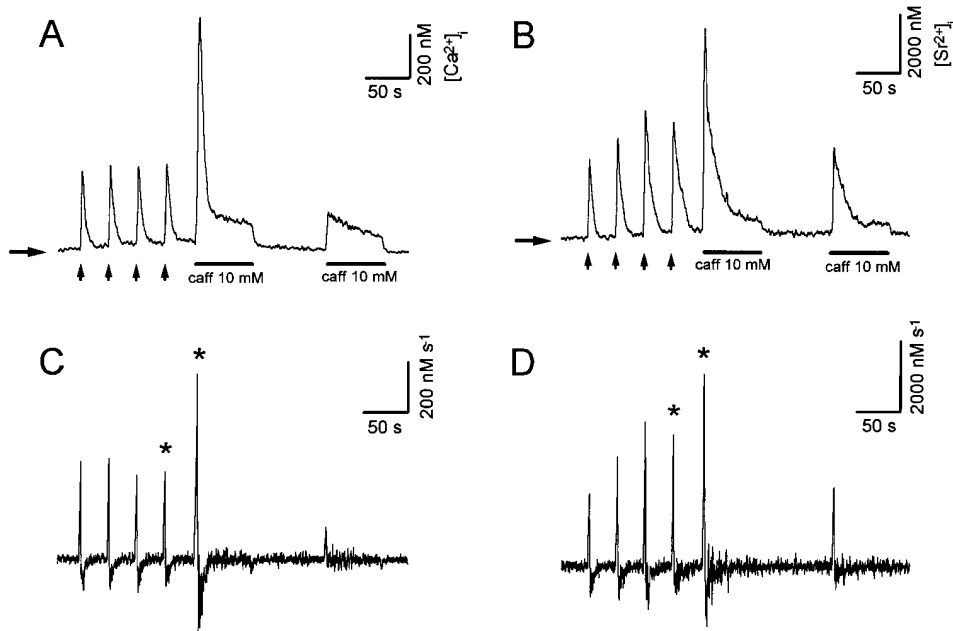 A
200 nM
[Ca²⁺]ᵢ
50 s
caff 10 mM
caff 10 mM
B
2000 nM
[Sr²⁺]ᵢ
50 s
caff 10 mM
caff 10 mM
C
*
*
200 nM s⁻¹
50 s
D
*
*
2000 nM s⁻¹
50 s